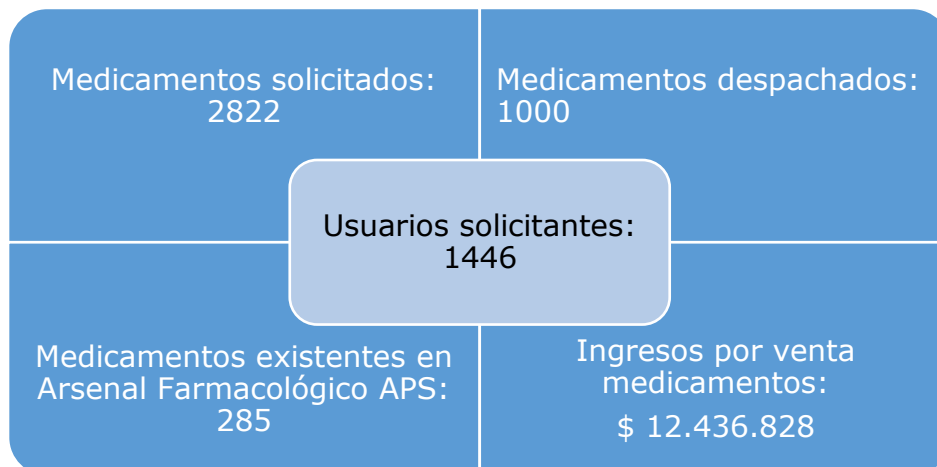 Medicamentos solicitados:
2822
Medicamentos despachados:
1000
Usuarios solicitantes:
1446
Medicamentos existentes en
Arsenal Farmacológico APS:
285
Ingresos por venta
medicamentos:
$ 12.436.828